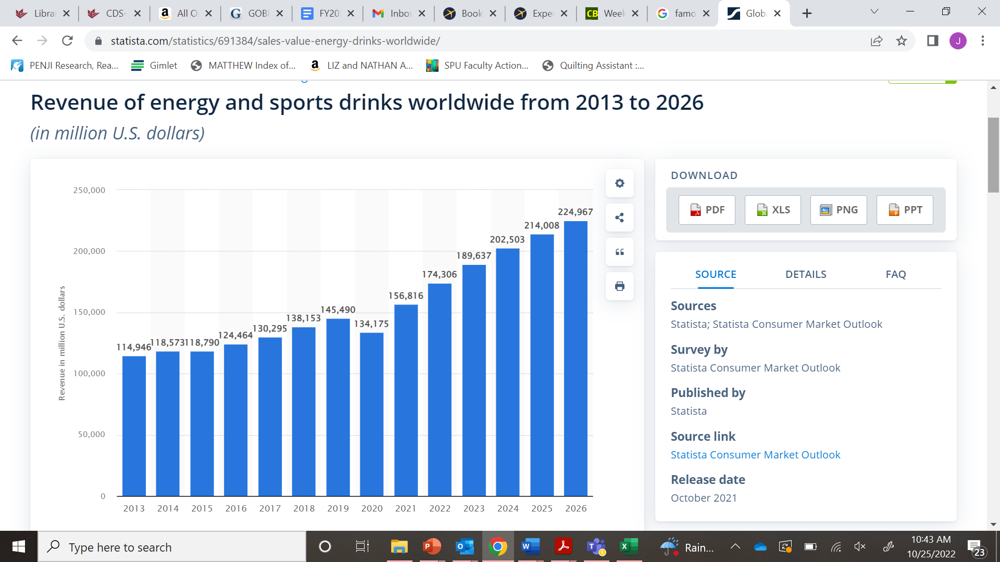 Libra
CDS-
a All O
G GOBI
FY20
Inbo
Book
Expe
CB Week
G famo
Glob
statista.com/statistics/691384/sales-value-energy-drinks-worldwide/
J
PENJI Research, Rea...
Gimlet
MATTHEW Index of...
a LIZ and NATHAN A...
SPU Faculty Action...
Quilting Assistant :...
Revenue of energy and sports drinks worldwide from 2013 to 2026
(in million U.S. dollars)
Revenue in million U.S. dollars
250,000
200,000
150,000
100,000
50,000
0
114,946
118,573
118,790
124,464
130,295
138,153
145,490
134,175
156,816
174,306
189,637
202,503
214,008
224,967
2013 2014 2015 2016 2017 2018 2019 2020 2021 2022 2023 2024 2025 2026
DOWNLOAD
PDF XLS PNG PPT
SOURCE DETAILS FAQ
Sources
Statista; Statista Consumer Market Outlook
Survey by
Statista Consumer Market Outlook
Published by
Statista
Source link
Statista Consumer Market Outlook
Release date
October 2021
Type here to search
Rain...
10:43 AM
10/25/2022
23